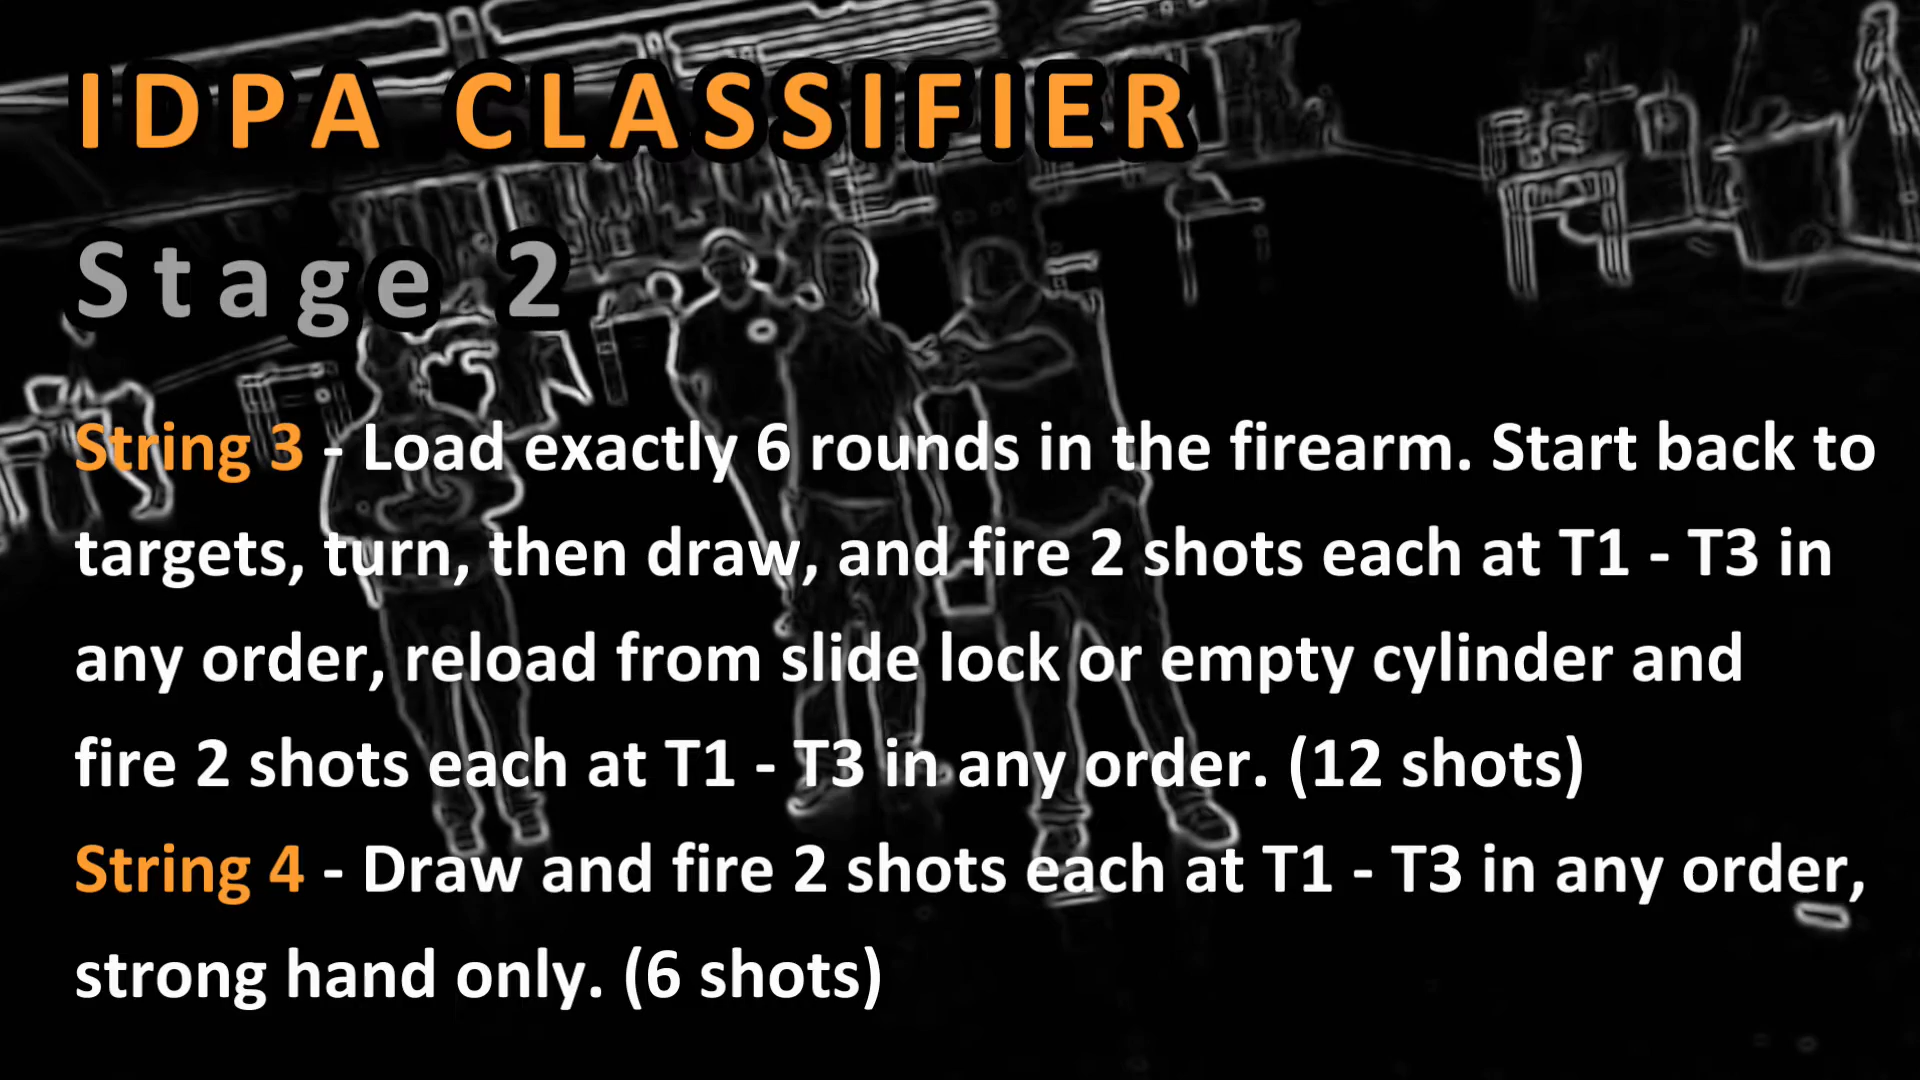 IDPA CLASSIFIER
Stage 2
String 3 - Load exactly 6 rounds in the firearm. Start back to
targets, turn, then draw, and fire 2 shots each at T1 - T3 in
any order, reload from slide lock or empty cylinder and
fire 2 shots each at T1 - T3 in any order. (12 shots)
String 4 - Draw and fire 2 shots each at T1 - T3 in any order,
strong hand only. (6 shots)